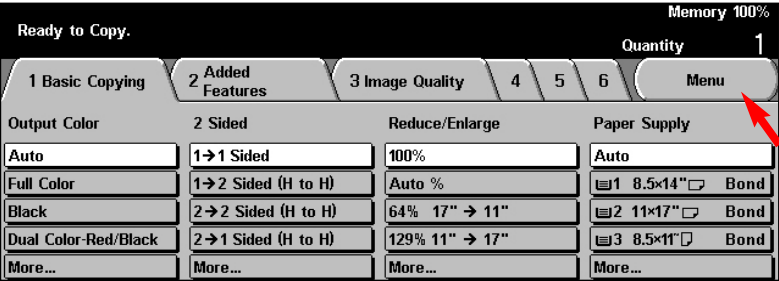 Memory 100%
Ready to Copy.
Quantity 1
1 Basic Copying
2 Added Features
3 Image Quality
4
5
6
Menu
Output Color
Auto
Full Color
Black
Dual Color-Red/Black
More...
2 Sided
1→1 Sided
1→2 Sided (H to H)
2→2 Sided (H to H)
2→1 Sided (H to H)
More...
Reduce/Enlarge
100%
Auto %
64% 17" → 11"
129% 11" → 17"
More...
Paper Supply
Auto
1 8.5×14" Bond
2 11×17" Bond
3 8.5×11" Bond
More...